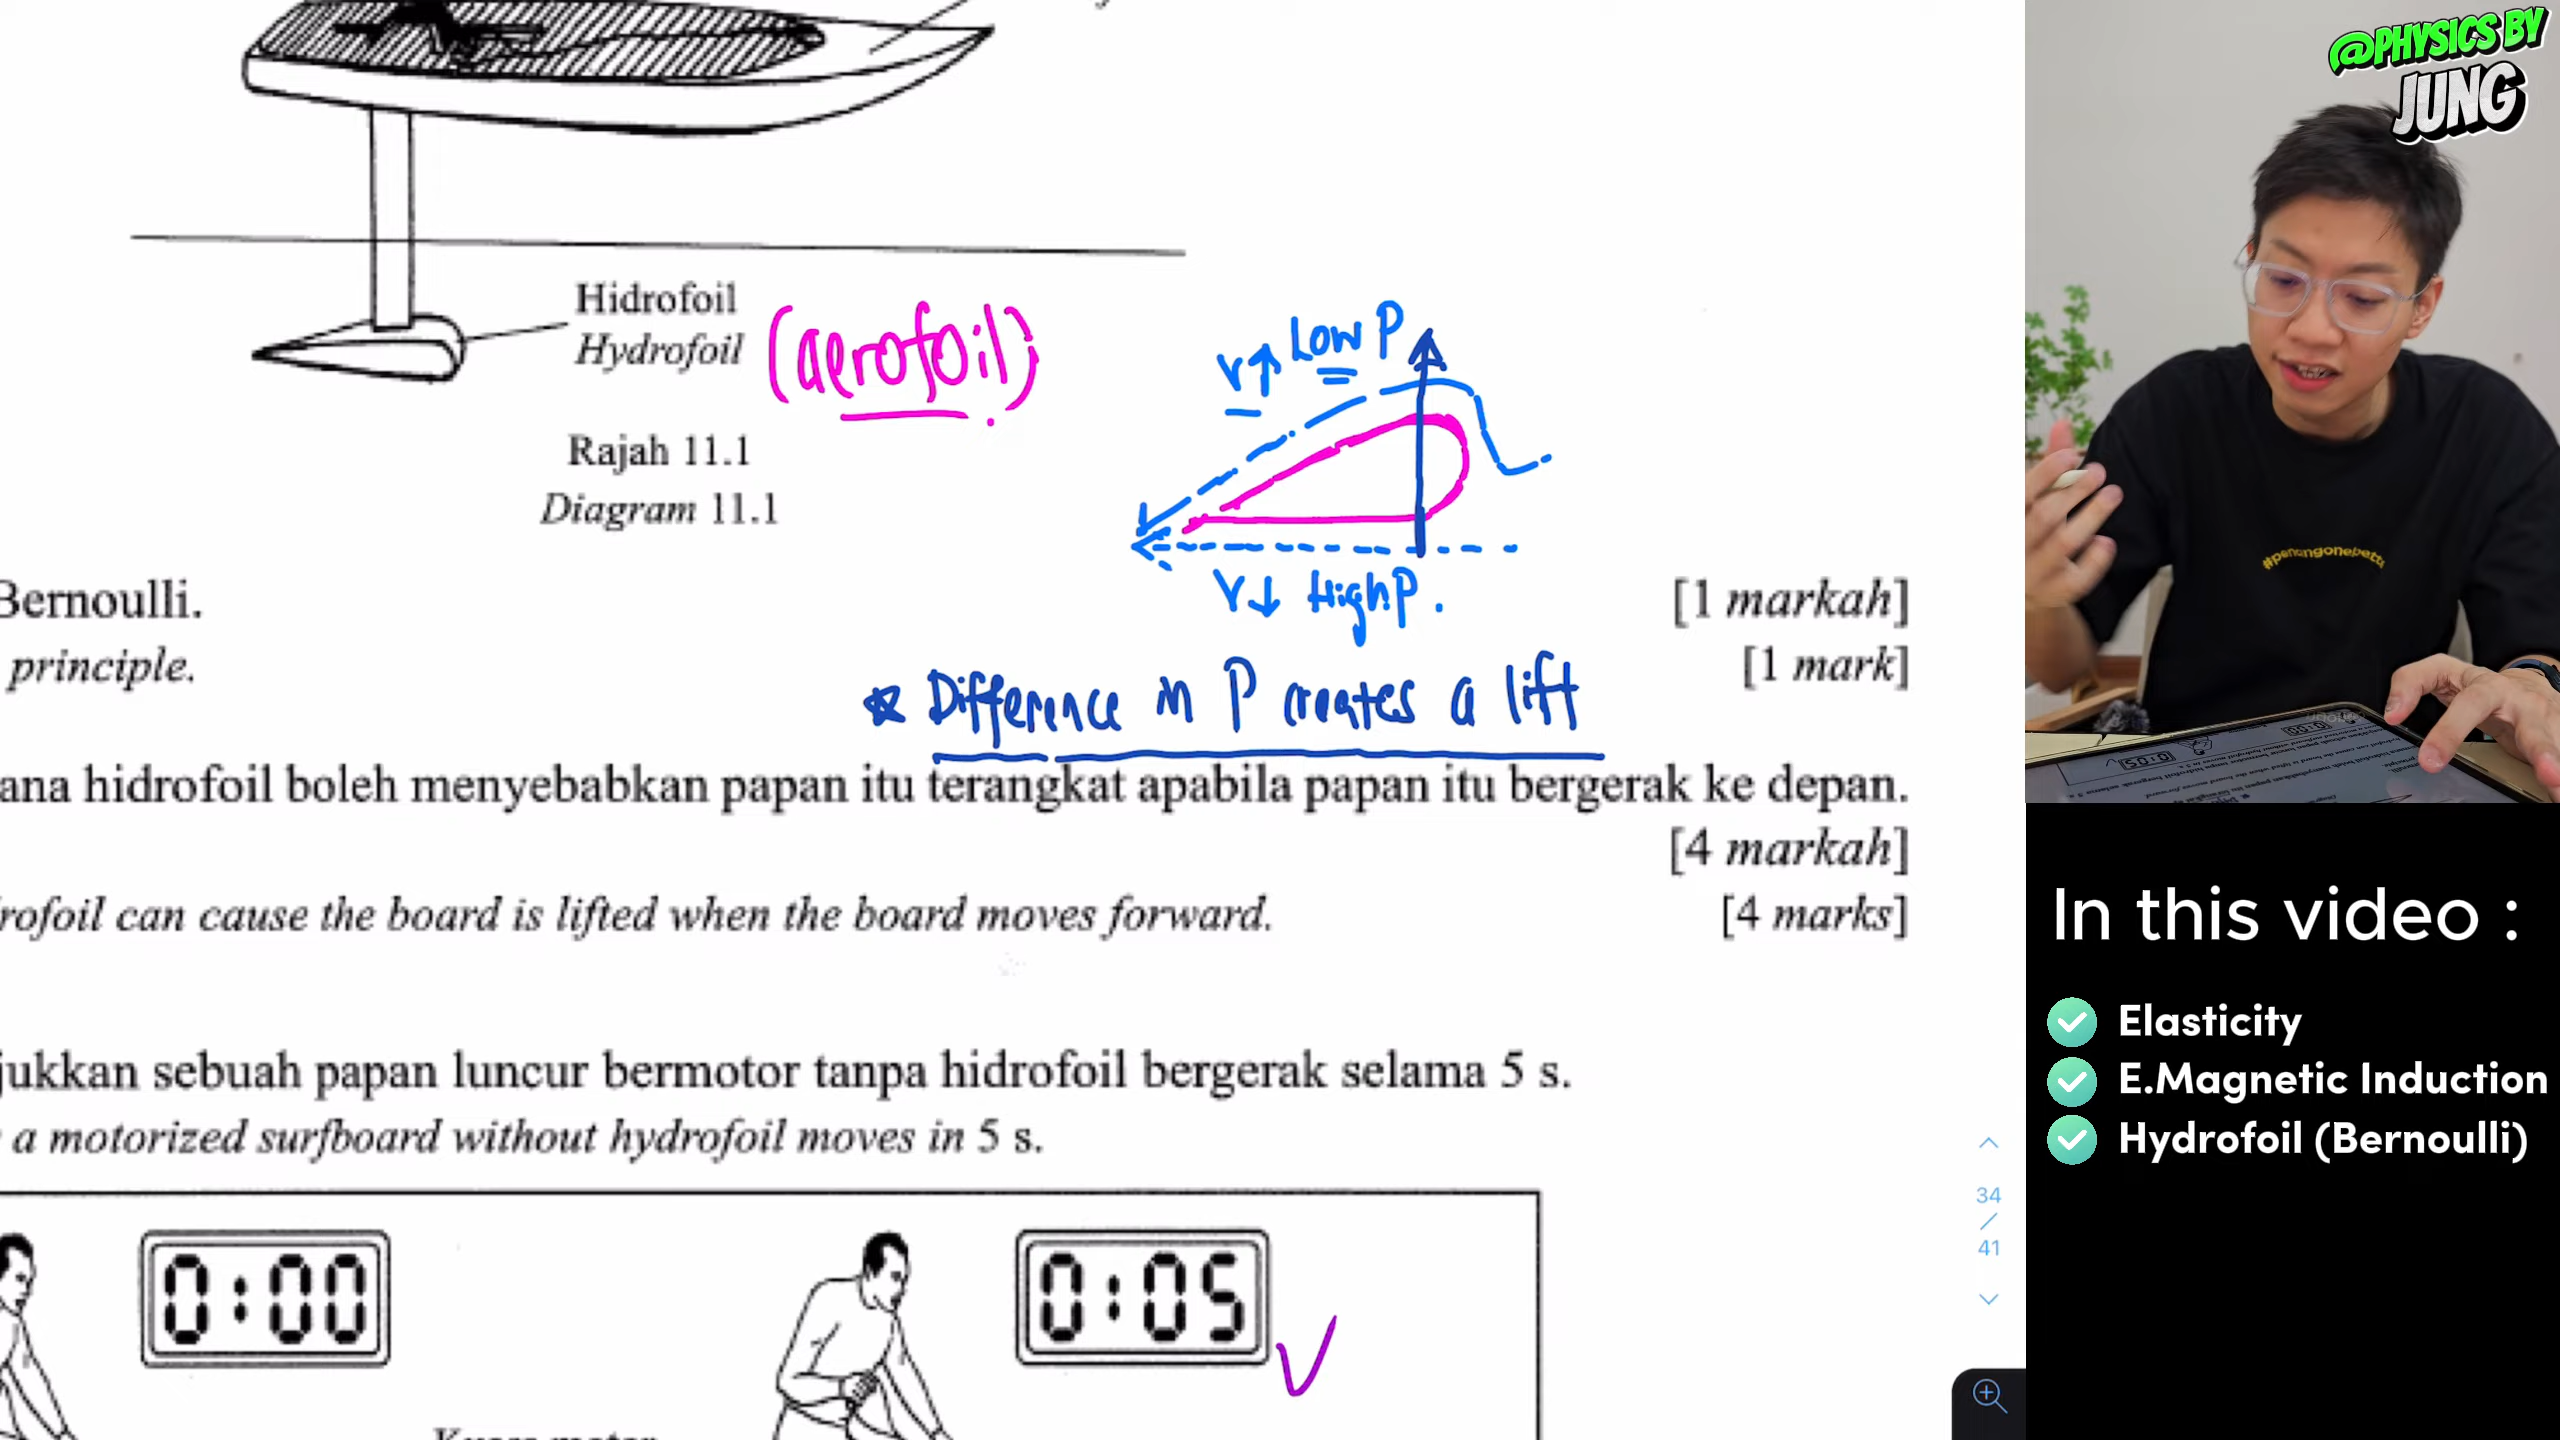 Hidrofoil
Hydrofoil
(aerofoil)
Rajah 11.1
Diagram 11.1
v↑ Low P
v↓ High P.
Bernoulli.
[1 markah]
principle.
[1 mark]
☆ Difference in P creates a lift
ana hidrofoil boleh menyebabkan papan itu terangkat apabila papan itu bergerak ke depan.
[4 markah]
rofoil can cause the board is lifted when the board moves forward.
[4 marks]
jukkan sebuah papan luncur bermotor tanpa hidrofoil bergerak selama 5 s.
a motorized surfboard without hydrofoil moves in 5 s.
0:00
0:05
34
/
41
@PHYSICS BY
JUNG
In this video :
Elasticity
E.Magnetic Induction
Hydrofoil (Bernoulli)